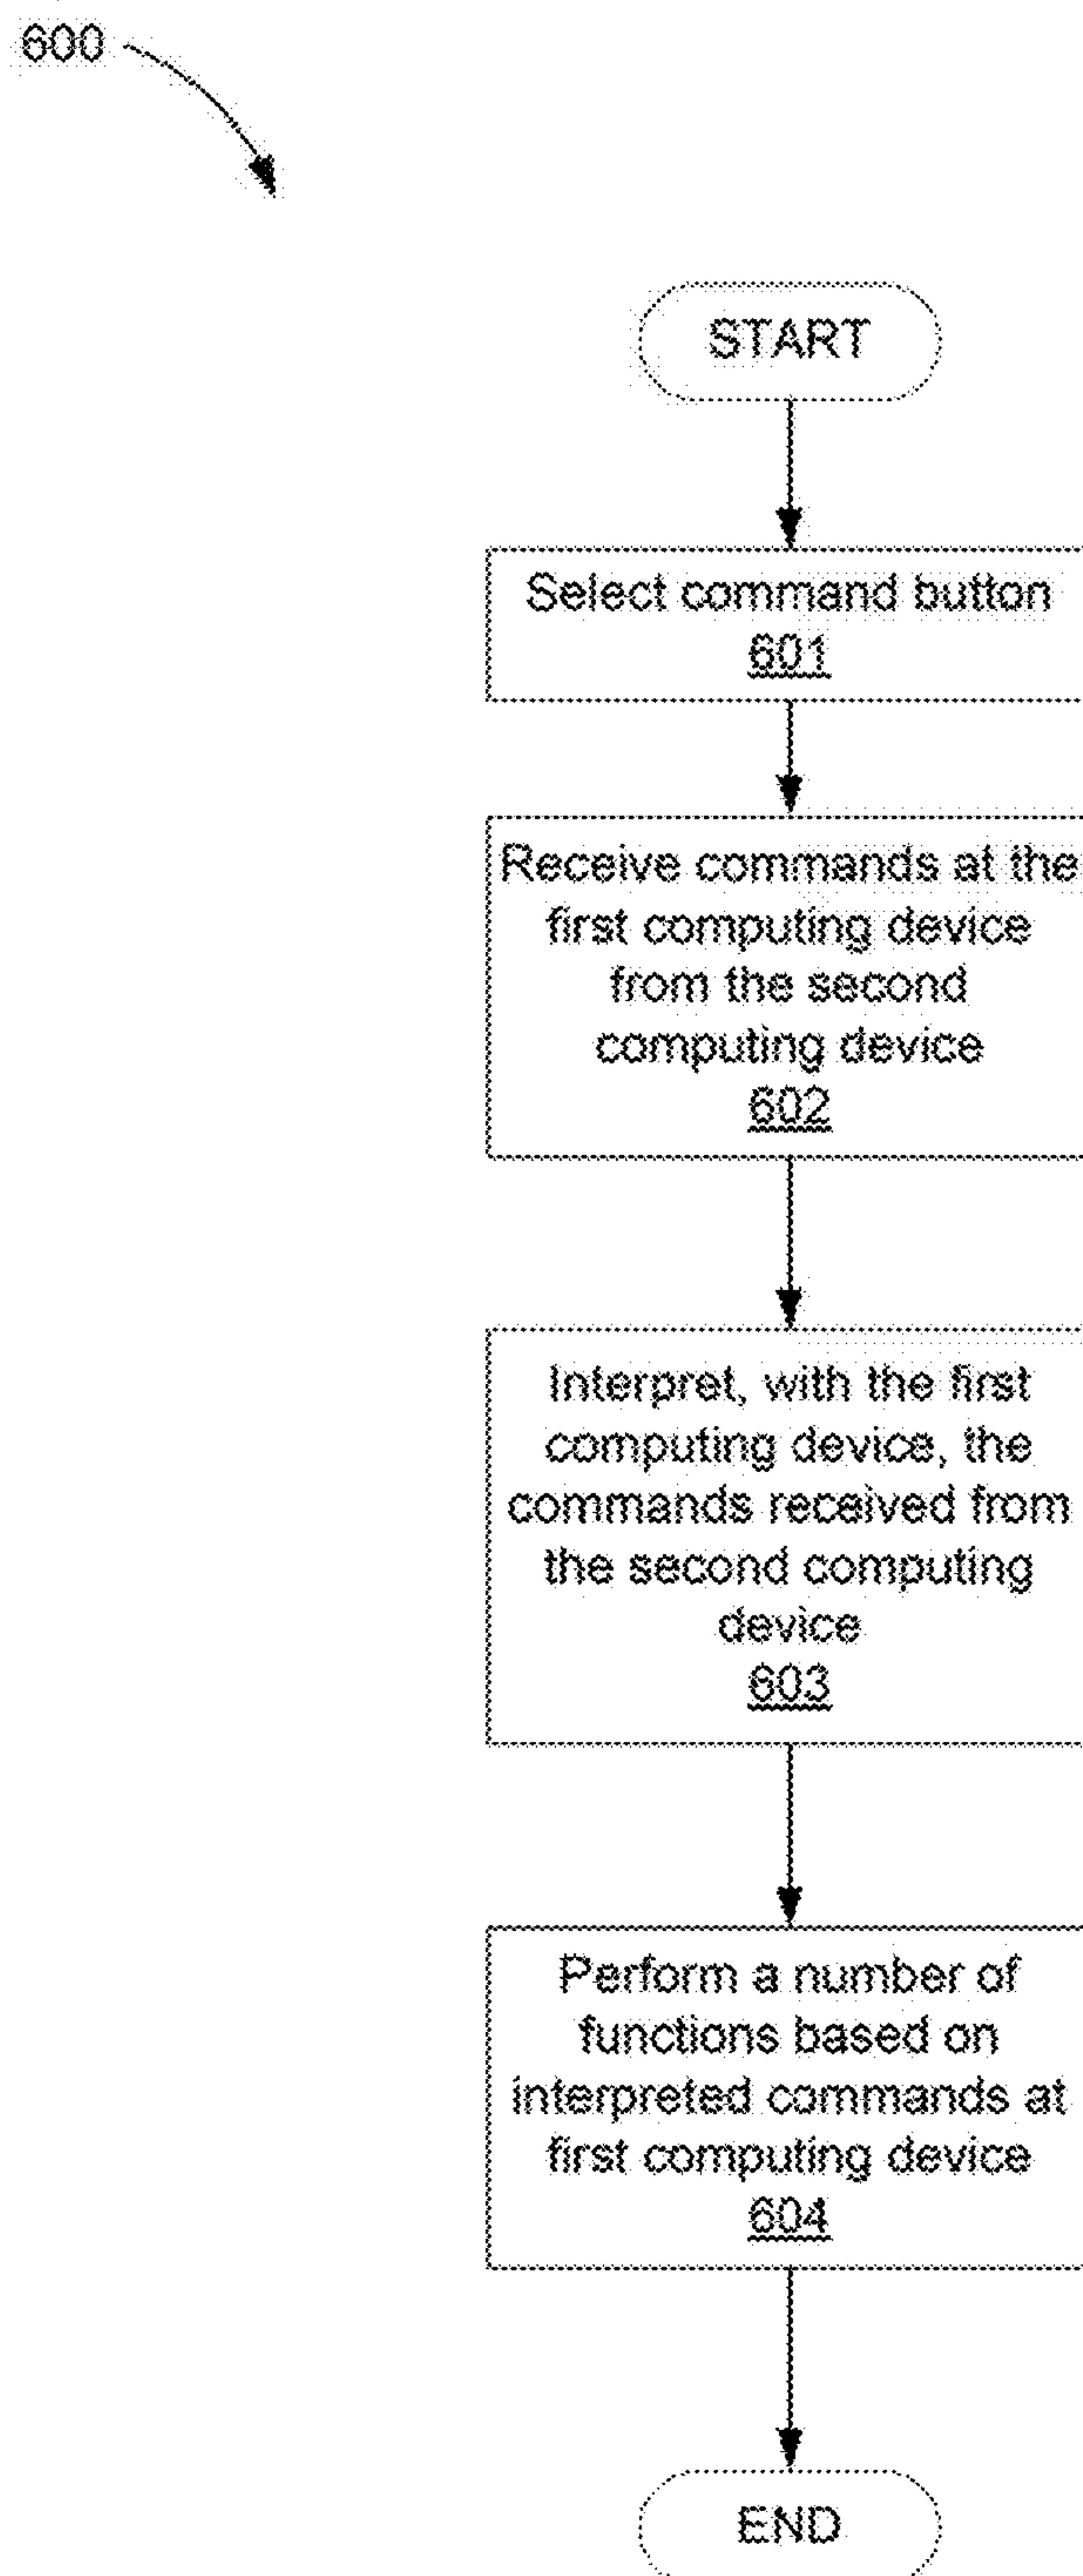 600
START
Select command button
601
Receive commands at the
first computing device
from the second
computing device
602
Interpret, with the first
computing device, the
commands received from
the second computing
device
603
Perform a number of
functions based on
interpreted commands at
first computing device
604
END